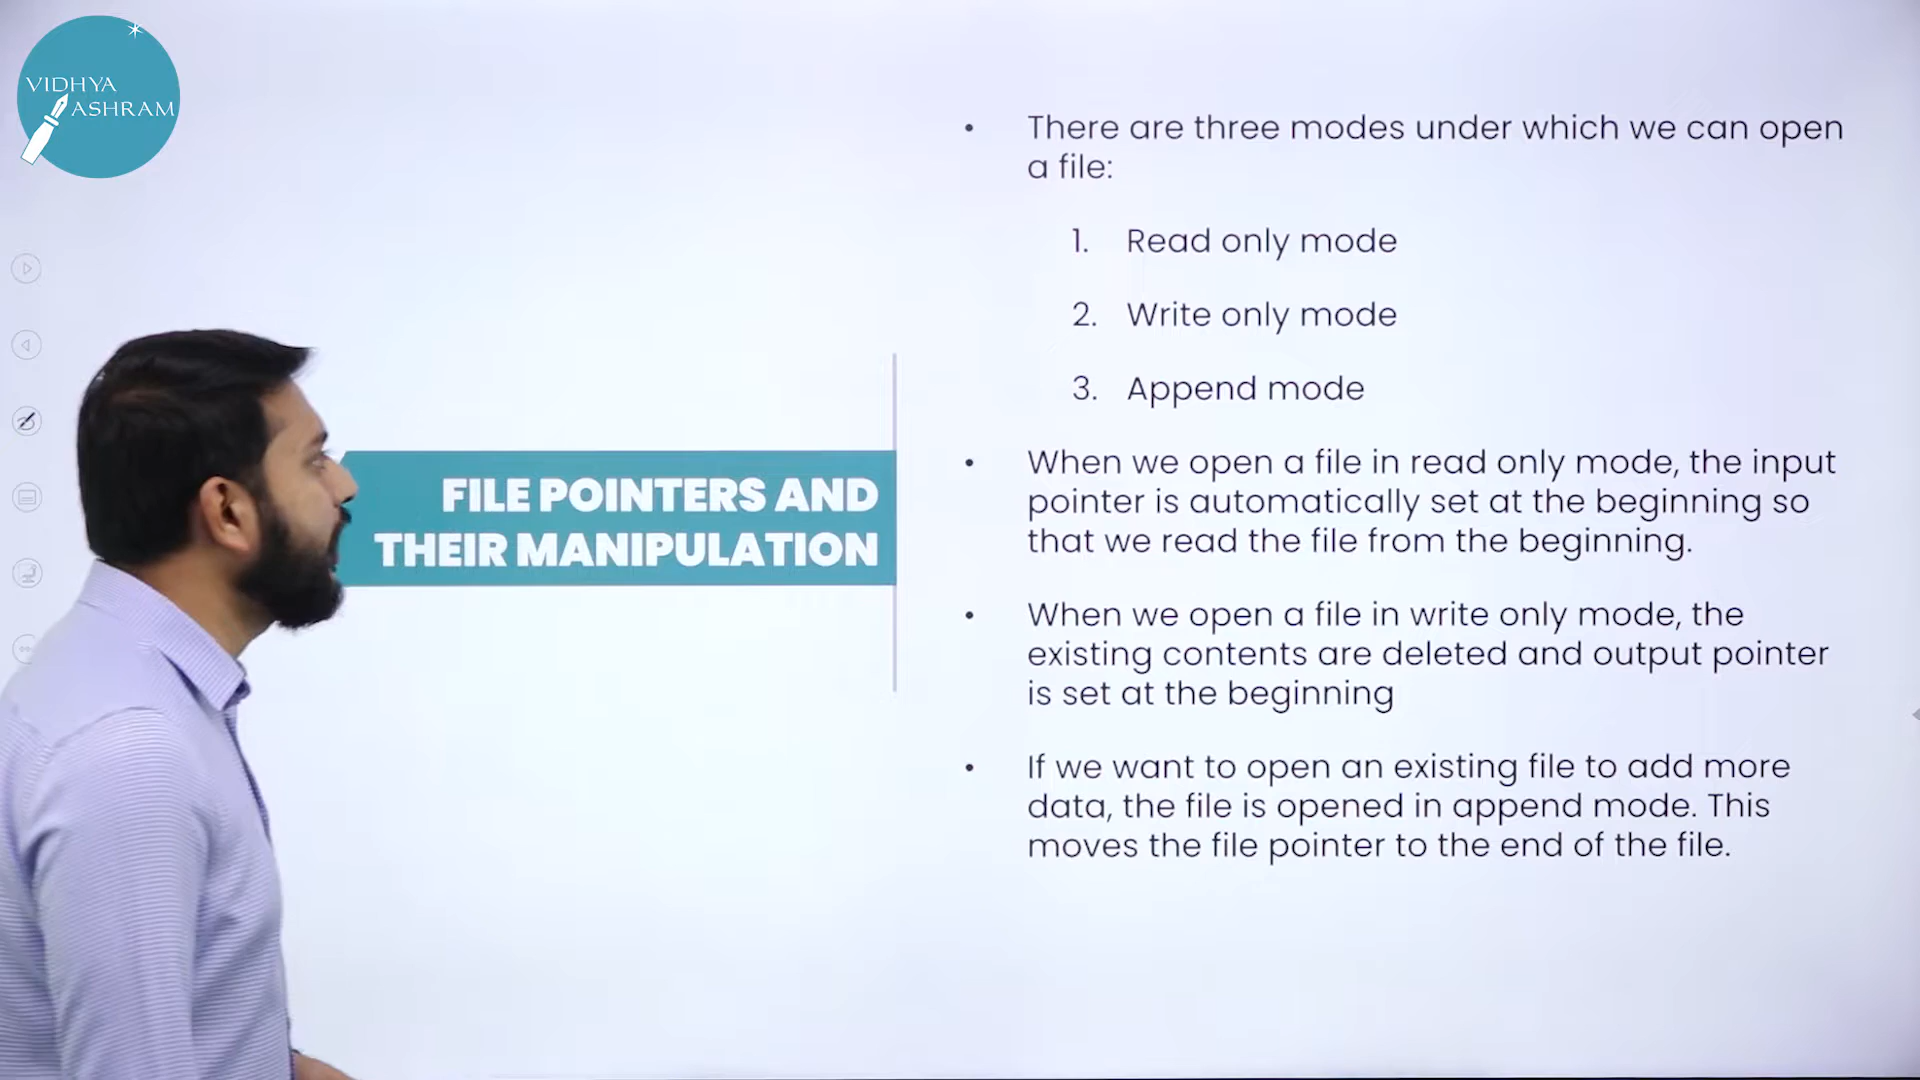 VIDHYA
ASHRAM
FILE POINTERS AND
THEIR MANIPULATION
• There are three modes under which we can open
a file:
1. Read only mode
2. Write only mode
3. Append mode
• When we open a file in read only mode, the input
pointer is automatically set at the beginning so
that we read the file from the beginning.
• When we open a file in write only mode, the
existing contents are deleted and output pointer
is set at the beginning
• If we want to open an existing file to add more
data, the file is opened in append mode. This
moves the file pointer to the end of the file.